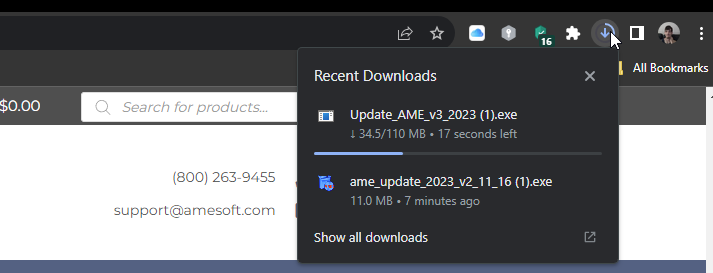 16
All Bookmarks
$0.00
Search for products...
Recent Downloads
Update_AME_v3_2023 (1).exe
↓ 34.5/110 MB • 17 seconds left
(800) 263-9455
ame_update_2023_v2_11_16 (1).exe
11.0 MB • 7 minutes ago
support@amesoft.com
Show all downloads